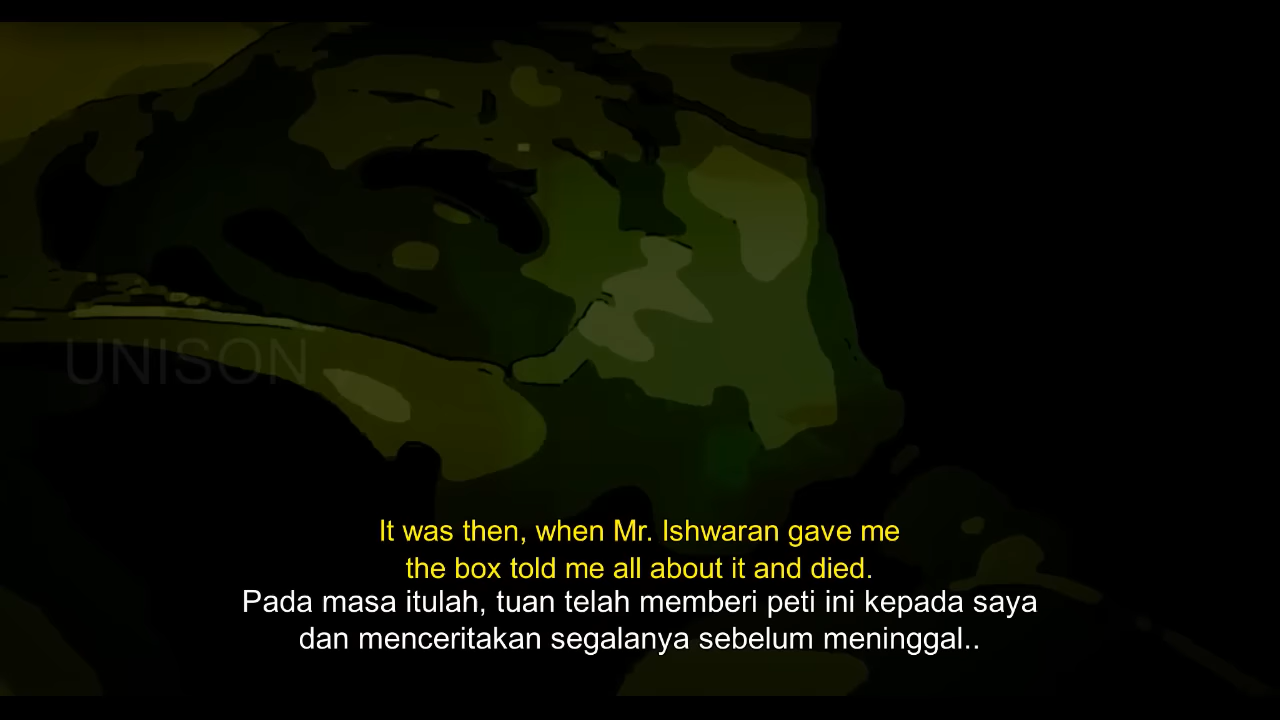 UNISON
It was then, when Mr. Ishwaran gave me
the box told me all about it and died.
Pada masa itulah, tuan telah memberi peti ini kepada saya
dan menceritakan segalanya sebelum meninggal..